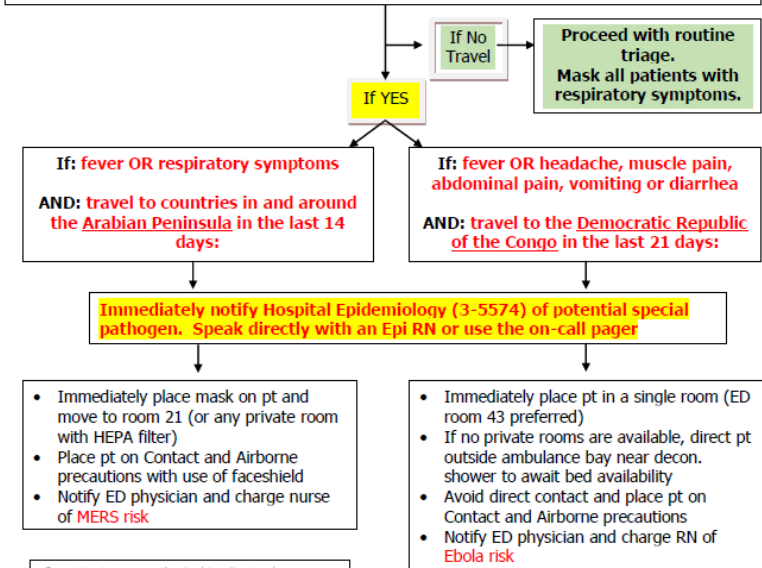 If No
Travel
Proceed with routine
triage.
Mask all patients with
respiratory symptoms.
If YES
If: fever OR respiratory symptoms
AND: travel to countries in and around
the Arabian Peninsula in the last 14
days:
If: fever OR headache, muscle pain,
abdominal pain, vomiting or diarrhea
AND: travel to the Democratic Republic
of the Congo in the last 21 days:
Immediately notify Hospital Epidemiology (3-5574) of potential special
pathogen. Speak directly with an Epi RN or use the on-call pager
• Immediately place mask on pt and
move to room 21 (or any private room
with HEPA filter)
• Place pt on Contact and Airborne
precautions with use of faceshield
• Notify ED physician and charge nurse
of MERS risk
• Immediately place pt in a single room (ED
room 43 preferred)
• If no private rooms are available, direct pt
outside ambulance bay near decon.
shower to await bed availability
• Avoid direct contact and place pt on
Contact and Airborne precautions
• Notify ED physician and charge RN of
Ebola risk